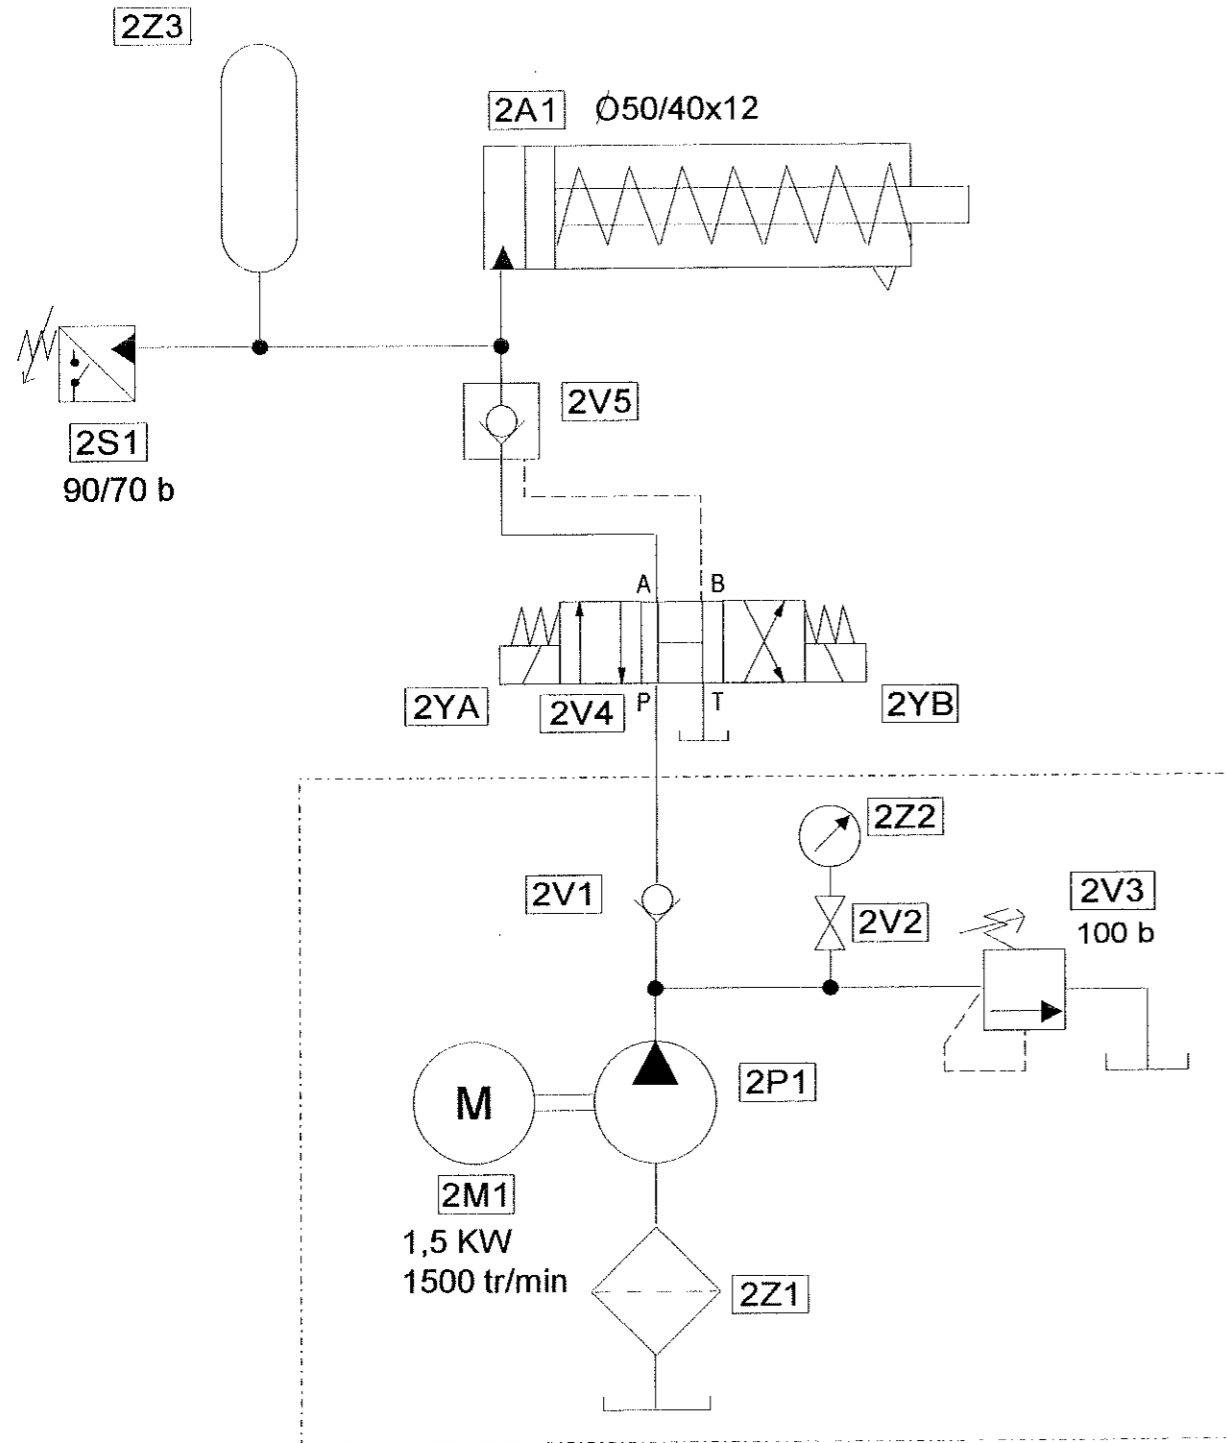 2Z3
2A1 Ø50/40x12
2V5
2S1
90/70 b
A B
2YA 2V4 P T 2YB
2Z2
2V1 2V2 2V3
100 b
M 2P1
2M1
1,5 KW
1500 tr/min 2Z1